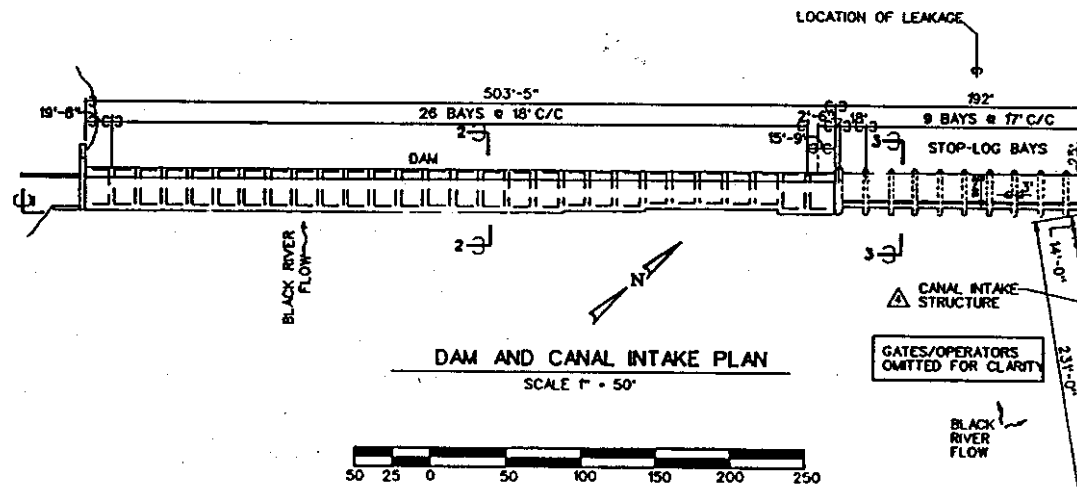 LOCATION OF LEAKAGE
503'-5"
192"
19'-8"
26 BAYS @ 18' C/C
2'-6"
18"
9 BAYS @ 17' C/C
2
15'-9"
3
DAM
STOP-LOG BAYS
2
3
BLACK RIVER
FLOW
N
14'-0"
4
CANAL INTAKE
STRUCTURE
DAM AND CANAL INTAKE PLAN
SCALE 1" = 50'
GATES/OPERATORS
OMITTED FOR CLARITY
231'-0"
BLACK
RIVER
FLOW
50 25 0 50 100 150 200 250